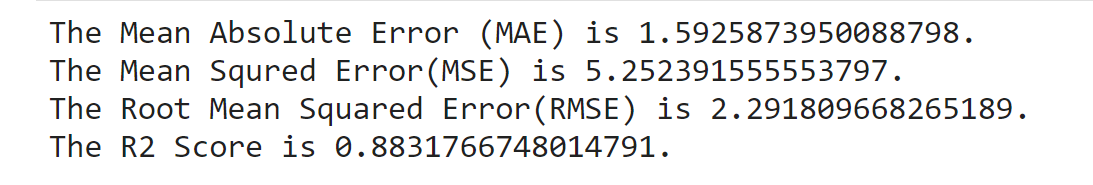 The Mean Absolute Error (MAE) is 1.5925873950088798.
The Mean Squred Error(MSE) is 5.252391555553797.
The Root Mean Squared Error(RMSE) is 2.291809668265189.
The R2 Score is 0.8831766748014791.